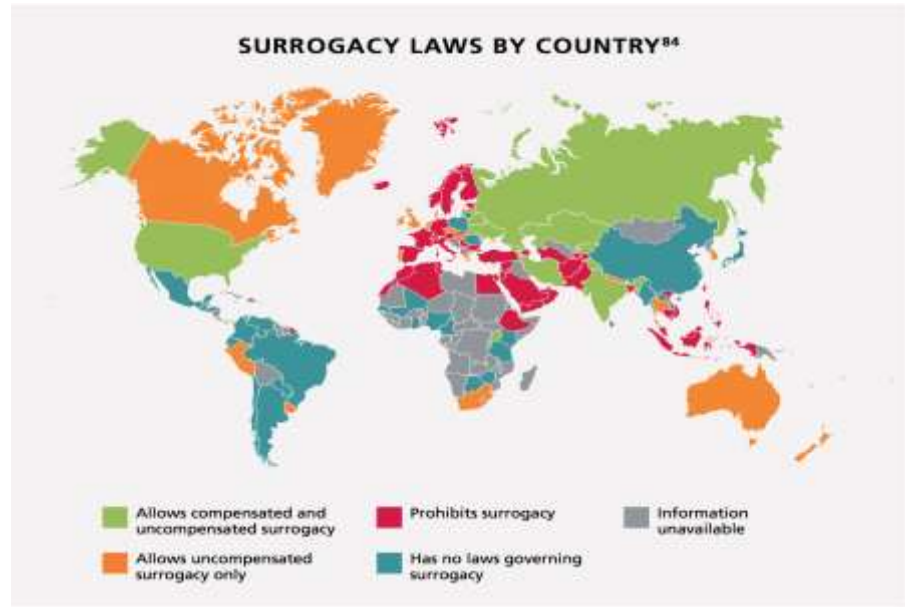 SURROGACY LAWS BY COUNTRY⁸⁴
Allows compensated and
uncompensated surrogacy
Allows uncompensated
surrogacy only
Prohibits surrogacy
Has no laws governing
surrogacy
Information
unavailable